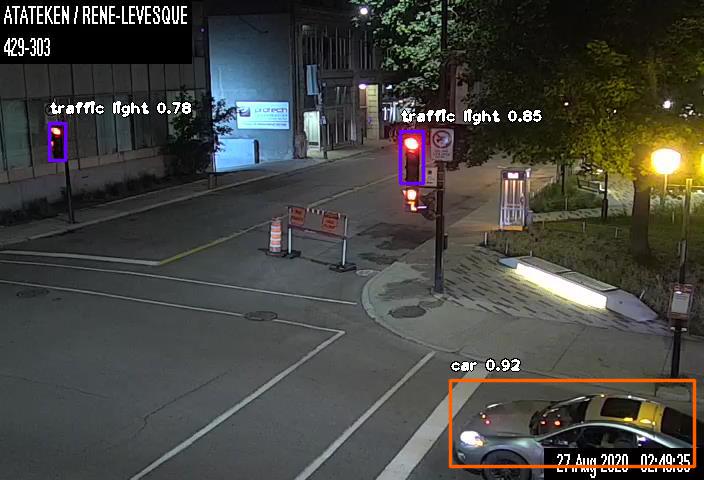 ATATEKEN / RENE-LEVESQUE
429-303
traffic light 0.78
traffic light 0.85
car 0.92
27 Aug 2020 02:49:35